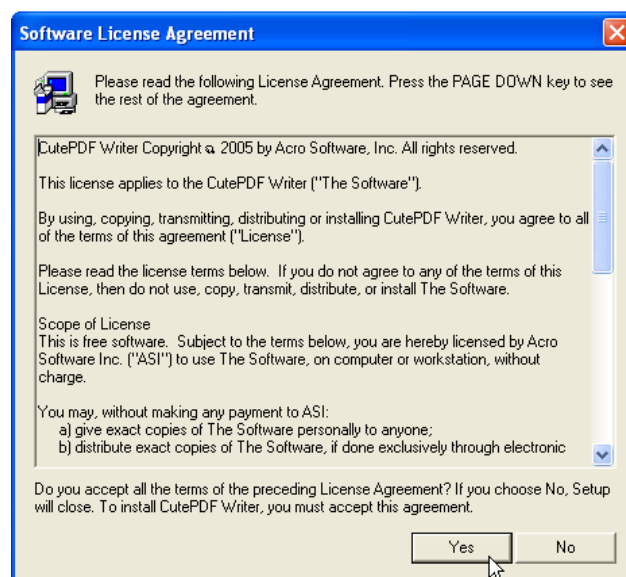 Software License Agreement
Please read the following License Agreement. Press the PAGE DOWN key to see
the rest of the agreement.
CutePDF Writer Copyright ª 2005 by Acro Software, Inc. All rights reserved.
This license applies to the CutePDF Writer ("The Software").
By using, copying, transmitting, distributing or installing CutePDF Writer, you agree to all
of the terms of this agreement ("License").
Please read the license terms below.  If you do not agree to any of the terms of this
License, then do not use, copy, transmit, distribute, or install The Software.
Scope of License
This is free software.  Subject to the terms below, you are hereby licensed by Acro
Software Inc. ("ASI") to use The Software, on computer or workstation, without
charge.
You may, without making any payment to ASI:
a) give exact copies of The Software personally to anyone;
b) distribute exact copies of The Software, if done exclusively through electronic
Do you accept all the terms of the preceding License Agreement? If you choose No, Setup
will close. To install CutePDF Writer, you must accept this agreement.
Yes No